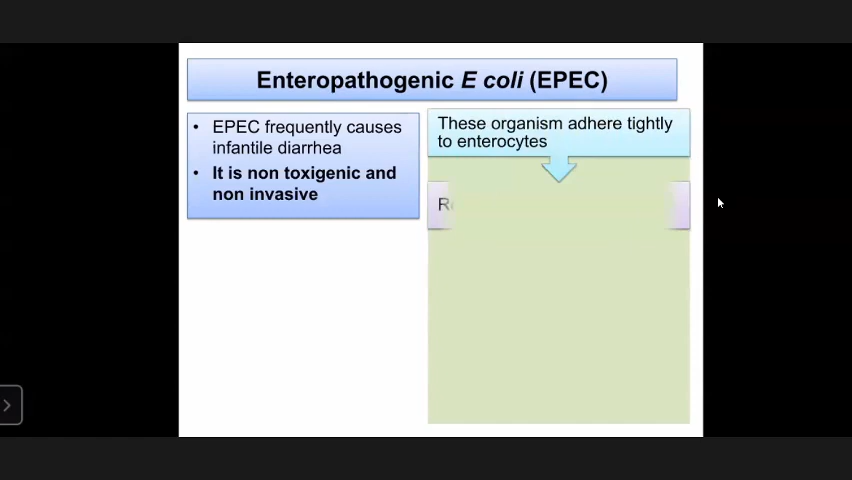 Enteropathogenic E coli (EPEC)
• EPEC frequently causes
infantile diarrhea
• It is non toxigenic and
non invasive
These organism adhere tightly
to enterocytes